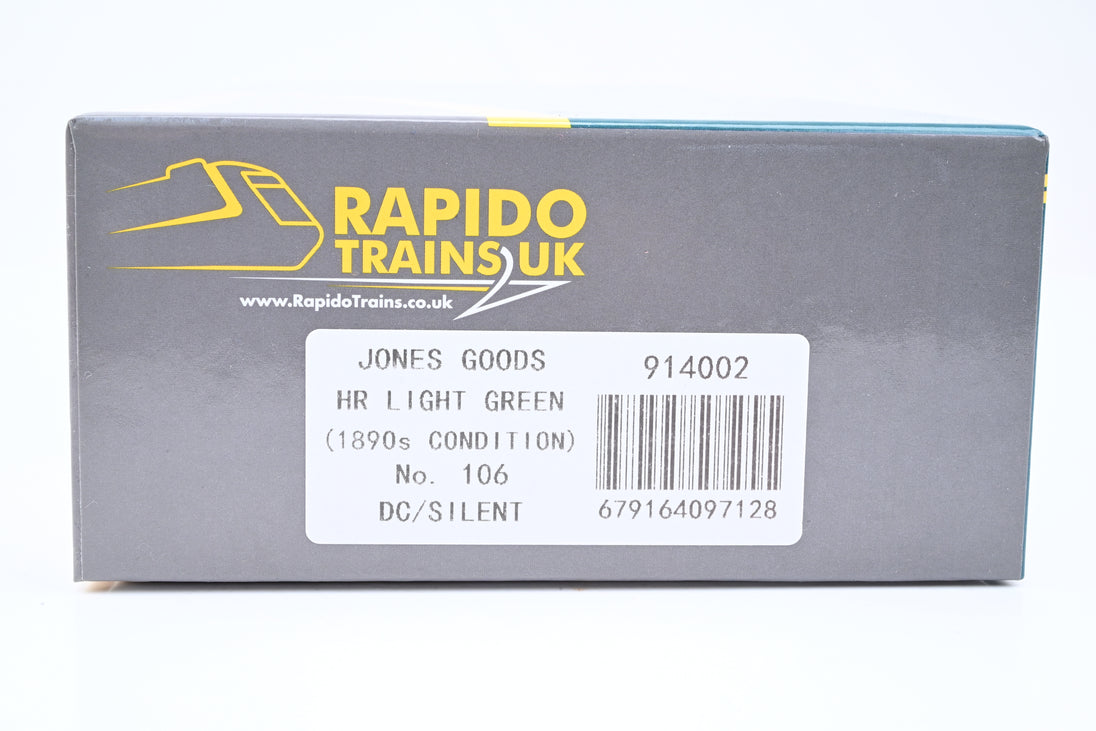 RAPIDO
TRAINS UK
www.RapidoTrains.co.uk
JONES GOODS
HR LIGHT GREEN
(1890s CONDITION)
No. 106
DC/SILENT
914002
679164097128